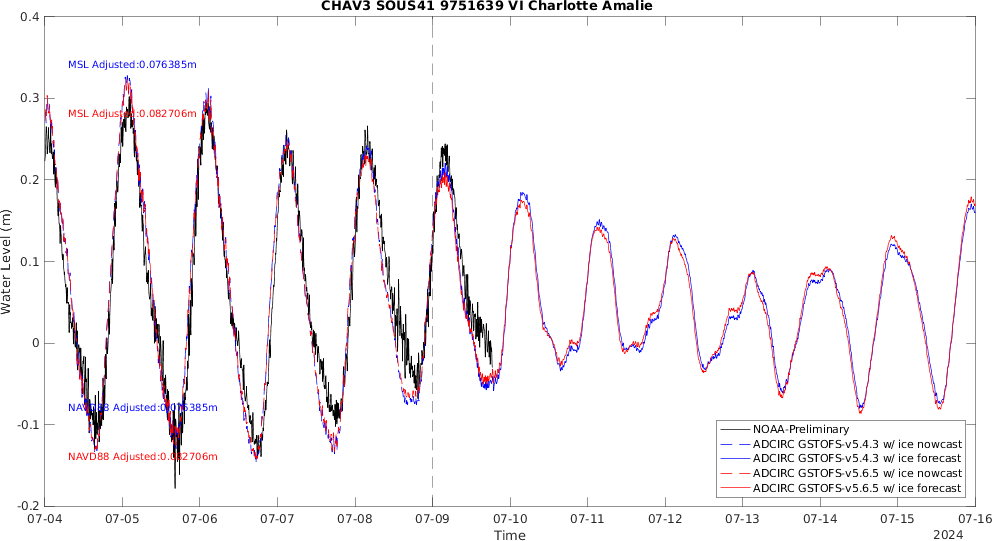 CHAV3 SOUS41 9751639 VI Charlotte Amalie
Water Level (m)
0.4
0.3
0.2
0.1
0
-0.1
-0.2
MSL Adjusted:0.076385m
MSL Adjusted:0.082706m
NAVD88 Adjusted:0.076385m
NAVD88 Adjusted:0.082706m
NOAA-Preliminary
ADCIRC GSTOFS-v5.4.3 w/ ice nowcast
ADCIRC GSTOFS-v5.4.3 w/ ice forecast
ADCIRC GSTOFS-v5.6.5 w/ ice nowcast
ADCIRC GSTOFS-v5.6.5 w/ ice forecast
07-04 07-05 07-06 07-07 07-08 07-09 07-10 07-11 07-12 07-13 07-14 07-15 07-16
Time
2024